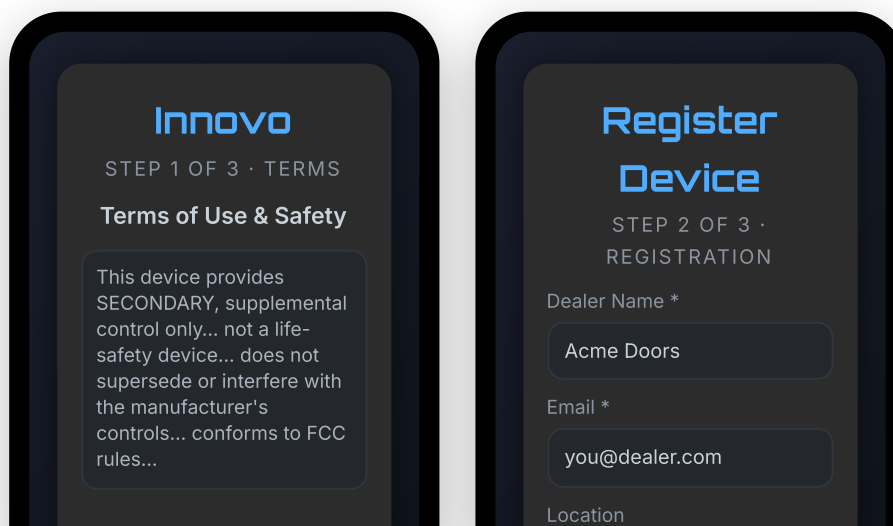 Innovo
STEP 1 OF 3 · TERMS
Terms of Use & Safety
This device provides
SECONDARY, supplemental
control only... not a life-
safety device... does not
supersede or interfere with
the manufacturer's
controls... conforms to FCC
rules...
Register
Device
STEP 2 OF 3 ·
REGISTRATION
Dealer Name *
Acme Doors
Email *
you@dealer.com
Location